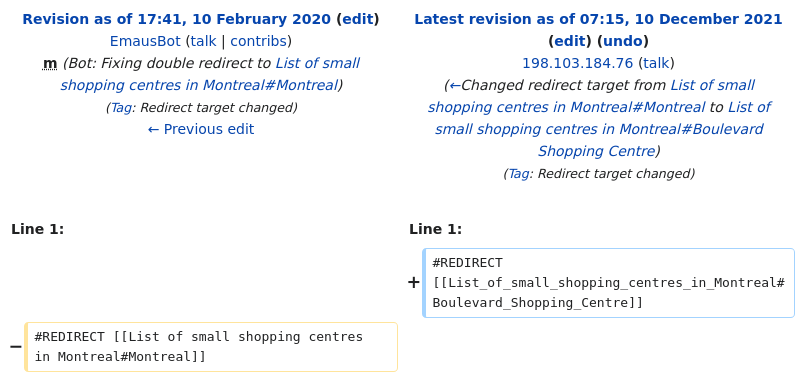 Revision as of 17:41, 10 February 2020 (edit)
EmausBot (talk | contribs)
m (Bot: Fixing double redirect to List of small
shopping centres in Montreal#Montreal)
(Tag: Redirect target changed)
← Previous edit
Latest revision as of 07:15, 10 December 2021
(edit) (undo)
198.103.184.76 (talk)
(←Changed redirect target from List of small
shopping centres in Montreal#Montreal to List of
small shopping centres in Montreal#Boulevard
Shopping Centre)
(Tag: Redirect target changed)
Line 1:
Line 1:
+ #REDIRECT
[[List_of_small_shopping_centres_in_Montreal#
Boulevard_Shopping_Centre]]
− #REDIRECT [[List of small shopping centres
in Montreal#Montreal]]